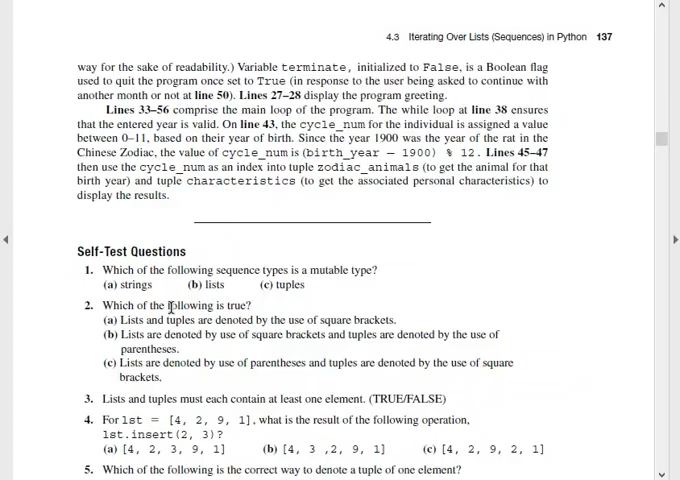 4.3 Iterating Over Lists (Sequences) in Python 137
way for the sake of readability.) Variable terminate, initialized to False, is a Boolean flag
used to quit the program once set to True (in response to the user being asked to continue with
another month or not at line 50). Lines 27–28 display the program greeting.
Lines 33–56 comprise the main loop of the program. The while loop at line 38 ensures
that the entered year is valid. On line 43, the cycle_num for the individual is assigned a value
between 0–11, based on their year of birth. Since the year 1900 was the year of the rat in the
Chinese Zodiac, the value of cycle_num is (birth_year – 1900) % 12. Lines 45–47
then use the cycle_num as an index into tuple zodiac_animals (to get the animal for that
birth year) and tuple characteristics (to get the associated personal characteristics) to
display the results.
Self-Test Questions
1. Which of the following sequence types is a mutable type?
(a) strings (b) lists (c) tuples
2. Which of the following is true?
(a) Lists and tuples are denoted by the use of square brackets.
(b) Lists are denoted by use of square brackets and tuples are denoted by the use of
parentheses.
(c) Lists are denoted by use of parentheses and tuples are denoted by the use of square
brackets.
3. Lists and tuples must each contain at least one element. (TRUE/FALSE)
4. For lst = [4, 2, 9, 1], what is the result of the following operation,
lst.insert(2, 3)?
(a) [4, 2, 3, 9, 1] (b) [4, 3 ,2, 9, 1] (c) [4, 2, 9, 2, 1]
5. Which of the following is the correct way to denote a tuple of one element?